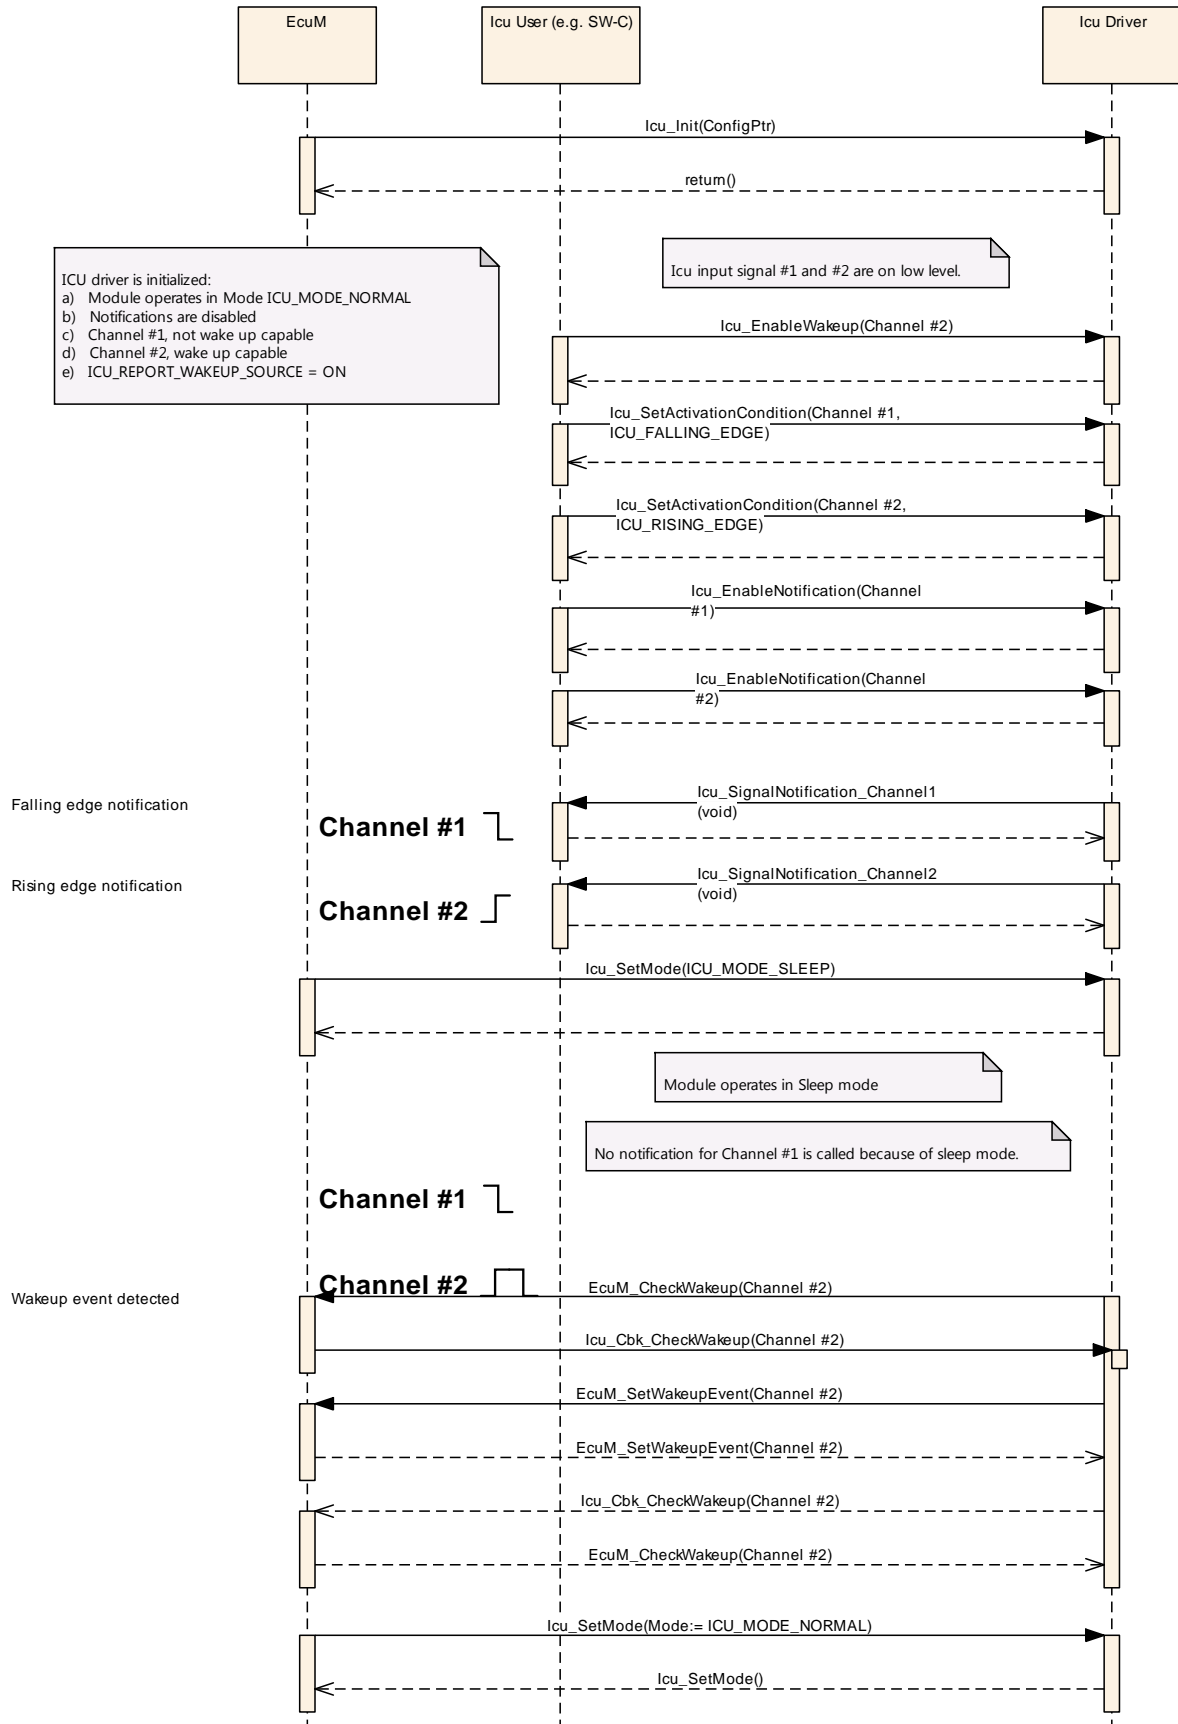 EcuM
Icu User (e.g. SW-C)
Icu Driver
Icu_Init(ConfigPtr)
return()
ICU driver is initialized:
a) Module operates in Mode ICU_MODE_NORMAL
b) Notifications are disabled
c) Channel #1, not wake up capable
d) Channel #2, wake up capable
e) ICU_REPORT_WAKEUP_SOURCE = ON
Icu input signal #1 and #2 are on low level.
Icu_EnableWakeup(Channel #2)
Icu_SetActivationCondition(Channel #1,
ICU_FALLING_EDGE)
Icu_SetActivationCondition(Channel #2,
ICU_RISING_EDGE)
Icu_EnableNotification(Channel
#1)
Icu_EnableNotification(Channel
#2)
Falling edge notification
Channel #1
Icu_SignalNotification_Channel1
(void)
Rising edge notification
Channel #2
Icu_SignalNotification_Channel2
(void)
Icu_SetMode(ICU_MODE_SLEEP)
Module operates in Sleep mode
No notification for Channel #1 is called because of sleep mode.
Channel #1
Channel #2
Wakeup event detected
EcuM_CheckWakeup(Channel #2)
Icu_Cbk_CheckWakeup(Channel #2)
EcuM_SetWakeupEvent(Channel #2)
EcuM_SetWakeupEvent(Channel #2)
Icu_Cbk_CheckWakeup(Channel #2)
EcuM_CheckWakeup(Channel #2)
Icu_SetMode(Mode:= ICU_MODE_NORMAL)
Icu_SetMode()